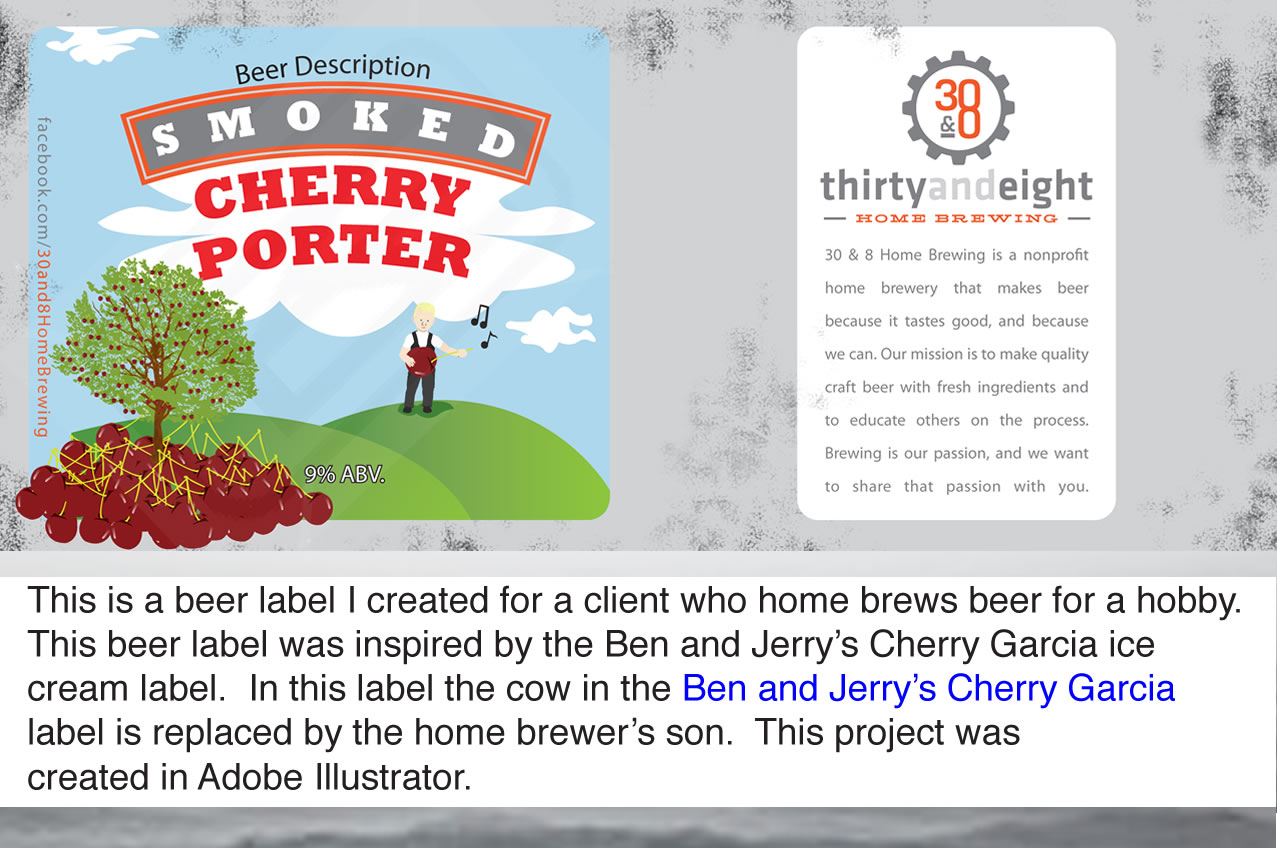 Beer Description
SMOKED
CHERRY
PORTER
facebook.com/30and8HomeBrewing
9% ABV.
30
&8
thirtyandeight
HOME BREWING
30 & 8 Home Brewing is a nonprofit
home brewery that makes beer
because it tastes good, and because
we can. Our mission is to make quality
craft beer with fresh ingredients and
to educate others on the process.
Brewing is our passion, and we want
to share that passion with you.
This is a beer label I created for a client who home brews beer for a hobby.
This beer label was inspired by the Ben and Jerry’s Cherry Garcia ice
cream label.  In this label the cow in the Ben and Jerry’s Cherry Garcia
label is replaced by the home brewer’s son.  This project was
created in Adobe Illustrator.